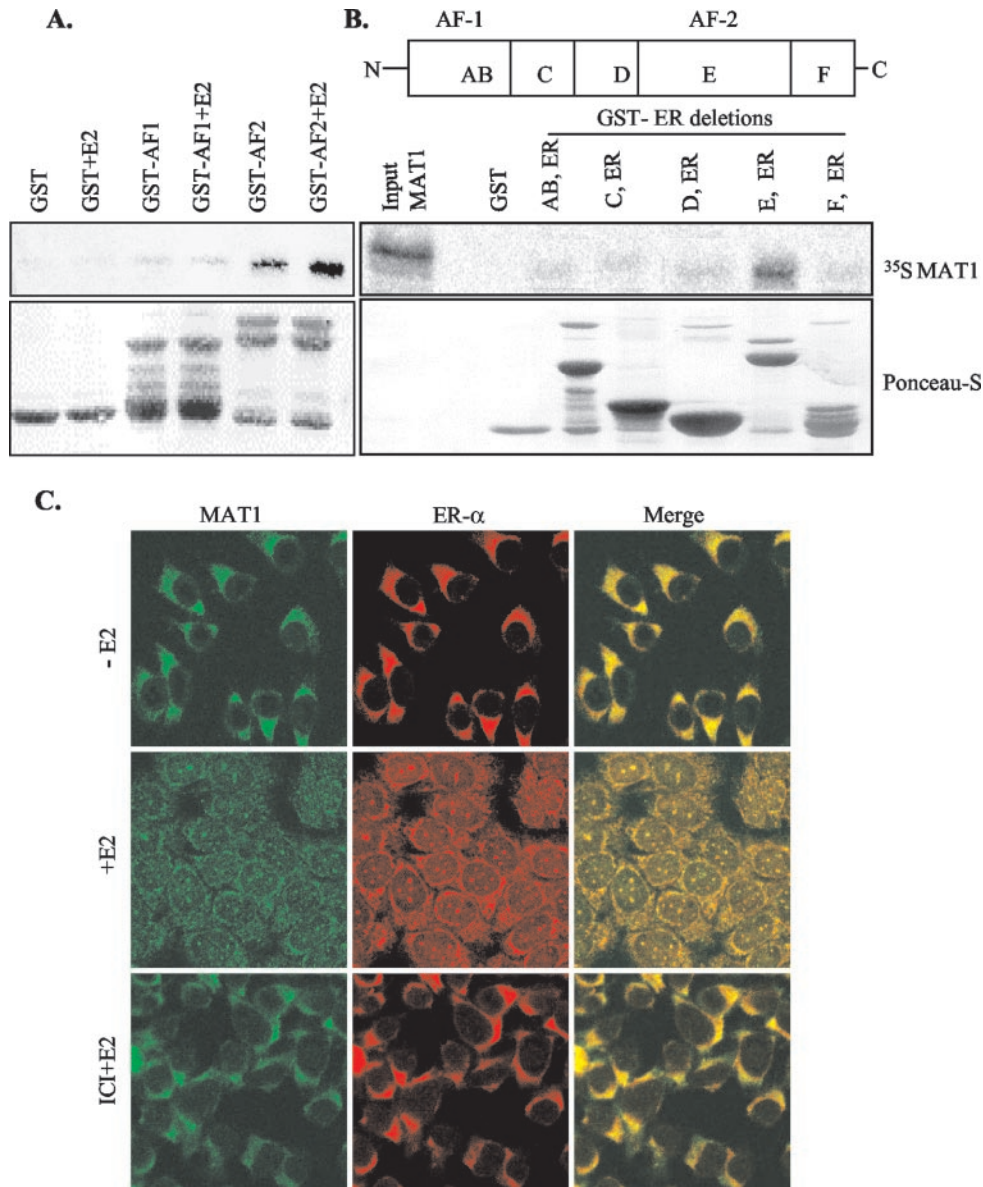 A.
GST
GST+E2
GST-AF1
GST-AF1+E2
GST-AF2
GST-AF2+E2
B.
AF-1 AF-2
N AB C D E F C
GST- ER deletions
Input MAT1
GST
AB, ER
C, ER
D, ER
E, ER
F, ER
35S MAT1
Ponceau-S
C.
MAT1 ER-α Merge
- E2
+E2
ICI+E2